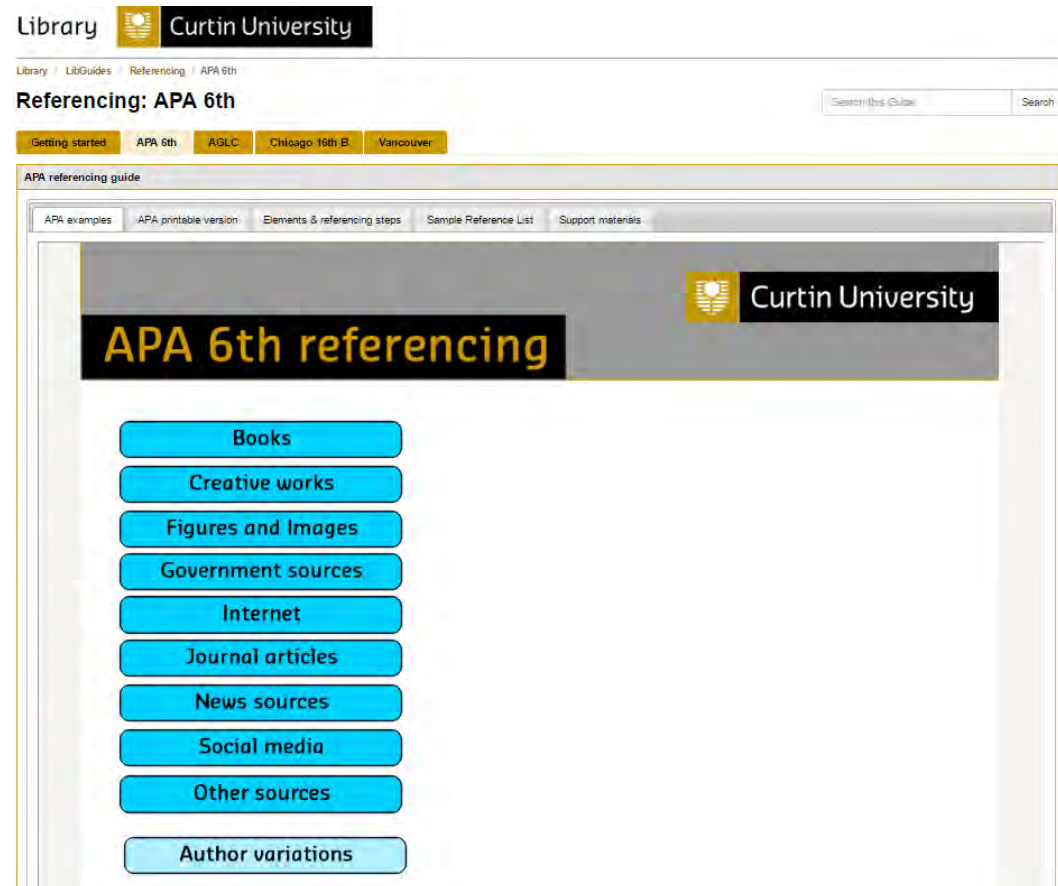 Library Curtin University
Library / LibGuides / Referencing / APA 6th
Referencing: APA 6th
Search this Guide Search
Getting started APA 6th AGLC Chicago 16th B Vancouver
APA referencing guide
APA examples APA printable version Elements & referencing steps Sample Reference List Support materials
Curtin University
APA 6th referencing
Books
Creative works
Figures and Images
Government sources
Internet
Journal articles
News sources
Social media
Other sources
Author variations